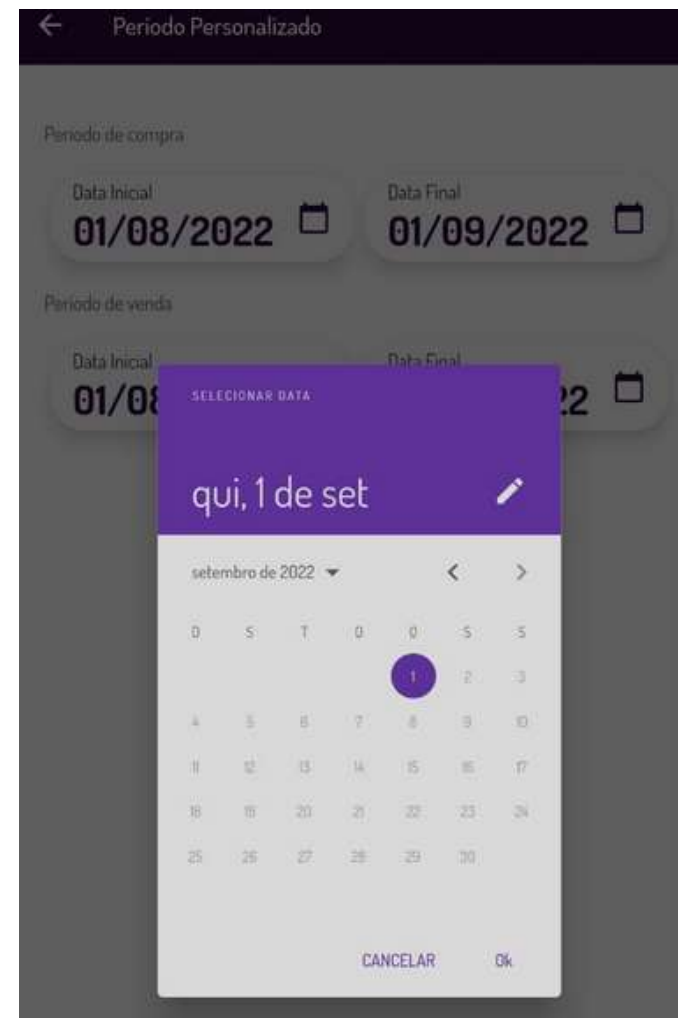 Periodo Personalizado
Periodo de compra
Data Inicial
01/08/2022
Data Final
01/09/2022
Periodo de venda
Data Inicial
01/08
Data Final
22
SELECIONAR DATA
qui, 1 de set
setembro de 2022
D S T Q Q S S
1 2 3
4 5 6 7 8 9 10
11 12 13 14 15 16 17
18 19 20 21 22 23 24
25 26 27 28 29 30
CANCELAR Ok